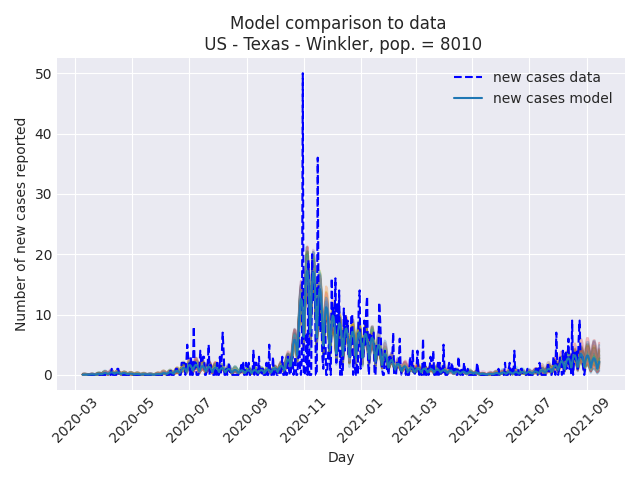 Model comparison to data
US - Texas - Winkler, pop. = 8010
new cases data
new cases model
Number of new cases reported
50
40
30
20
10
0
2020-03
2020-05
2020-07
2020-09
2020-11
2021-01
2021-03
2021-05
2021-07
2021-09
Day